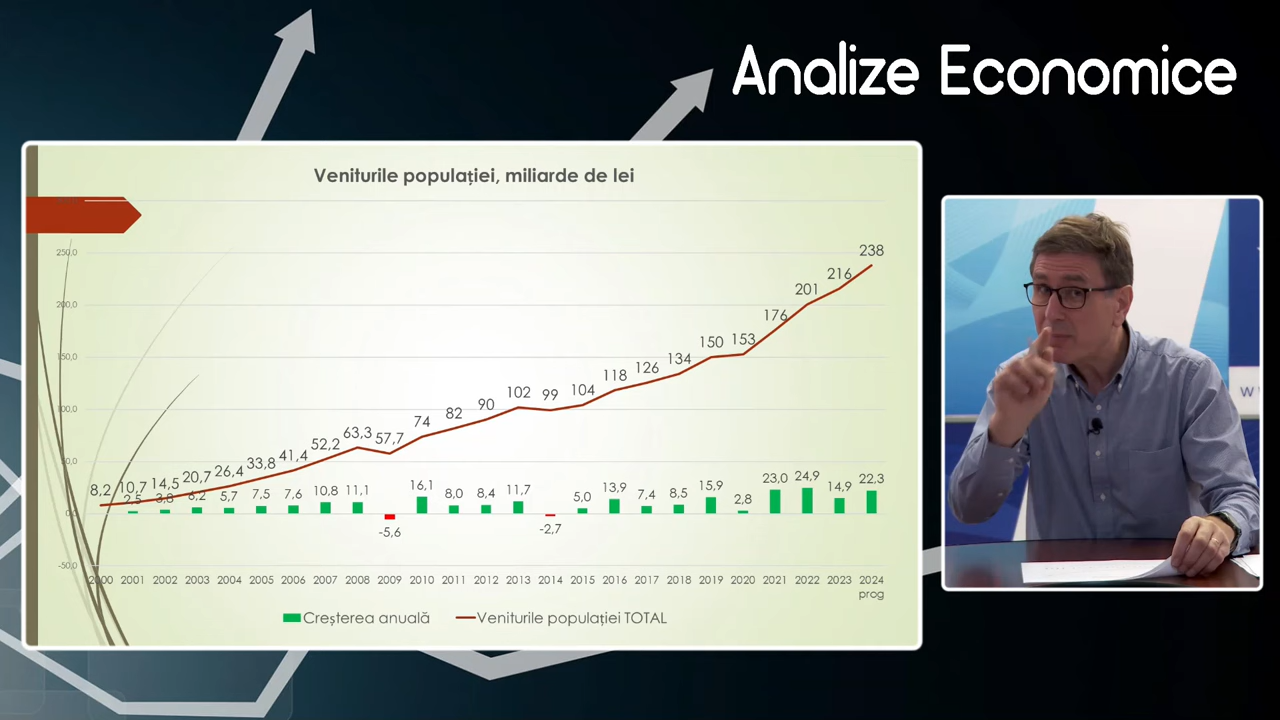 Analize Economice
Veniturile populației, miliarde de lei
250,0
200,0
150,0
100,0
50,0
0,0
-50,0
8,2 10,7 14,5 20,7 26,4 33,8 41,4 52,2 63,3 57,7 74 82 90 102 99 104 118 126 134 150 153 176 201 216 238
2,5 3,8 6,2 5,7 7,5 7,6 10,8 11,1 -5,6 16,1 8,0 8,4 11,7 -2,7 5,0 13,9 7,4 8,5 15,9 2,8 23,0 24,9 14,9 22,3
2000 2001 2002 2003 2004 2005 2006 2007 2008 2009 2010 2011 2012 2013 2014 2015 2016 2017 2018 2019 2020 2021 2022 2023 2024
prog
Creșterea anuală Veniturile populației TOTAL
W